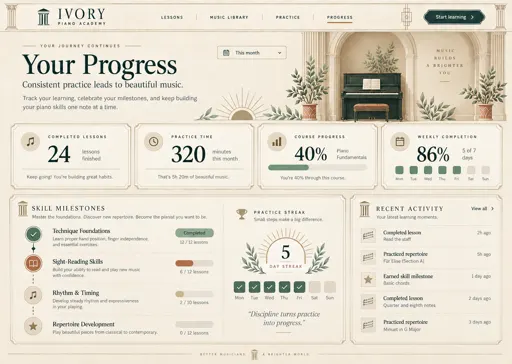 IVORY
PIANO ACADEMY
LESSONS
MUSIC LIBRARY
PRACTICE
PROGRESS
Start learning
YOUR JOURNEY CONTINUES
Your Progress
Consistent practice leads to beautiful music.
Track your learning, celebrate your milestones, and keep building
your piano skills one note at a time.
This month
MUSIC
BUILDS
A BRIGHTER
YOU
COMPLETED LESSONS
24 lessons
finished
Keep going! You're building great habits.
PRACTICE TIME
320 minutes
this month
That's 5h 20m of beautiful music.
COURSE PROGRESS
40% Piano
Fundamentals
You're 40% through this course.
WEEKLY COMPLETION
86% 5 of 7
days
Mon Tue Wed Thu Fri Sat Sun
SKILL MILESTONES
Master the foundations. Discover new repertoire. Become the pianist you want to be.
Technique Foundations
Completed
Learn proper hand position, finger independence
and essential exercises.
12 / 12 lessons
Sight-Reading Skills
Build your ability to read and play new music
with confidence.
6 / 12 lessons
Rhythm & Timing
Develop steady rhythm and expressiveness
in your playing.
Repertoire Development
Play beautiful pieces from classical to contemporary.
0 / 12 lessons
PRACTICE STREAK
Small steps make a big difference.
5
DAY STREAK
Mon Tue Wed Thu Fri Sat Sun
"Discipline turns practice
into progress."
RECENT ACTIVITY
View all
Your latest learning moments.
Completed lesson
Read the staff
2h ago
Practiced repertoire
5h ago
Earned skill milestone
Basic chords
1 day ago
Completed lesson
Quarter and eighth notes
2 days ago
Practiced repertoire
Minuet in G Major
3 days ago
BETTER MUSICIANS
A BRIGHTER WORLD